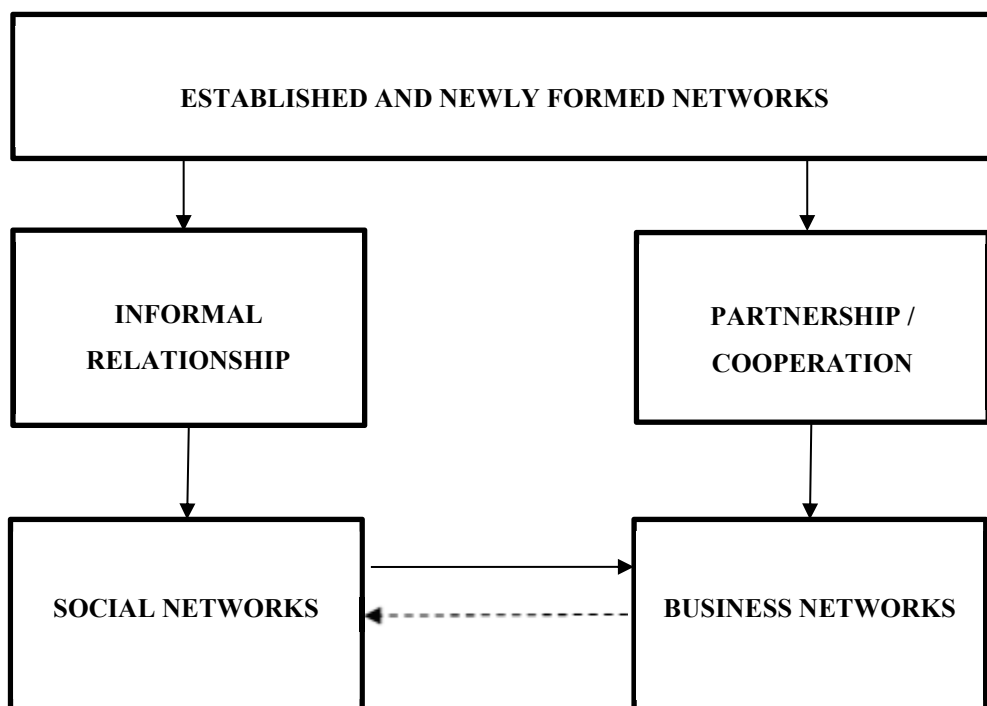 ESTABLISHED AND NEWLY FORMED NETWORKS
INFORMAL
RELATIONSHIP
PARTNERSHIP /
COOPERATION
SOCIAL NETWORKS
BUSINESS NETWORKS